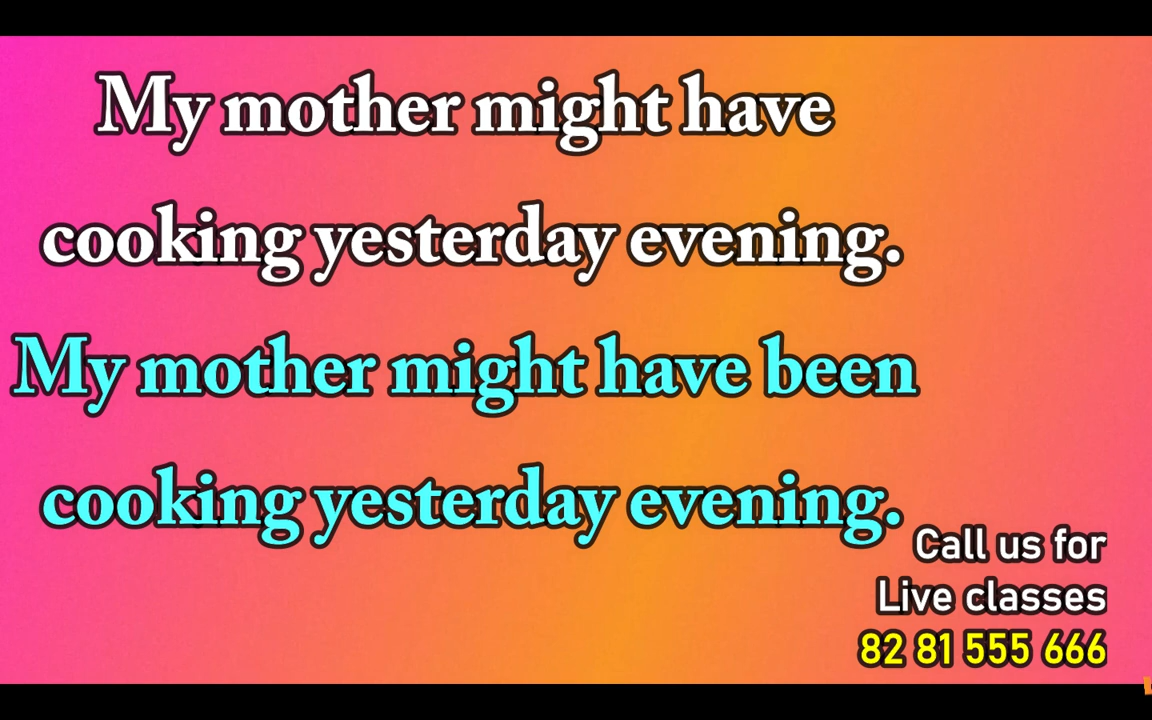 My mother might have
cooking yesterday evening.
My mother might have been
cooking yesterday evening.
Call us for
Live classes
82 81 555 666